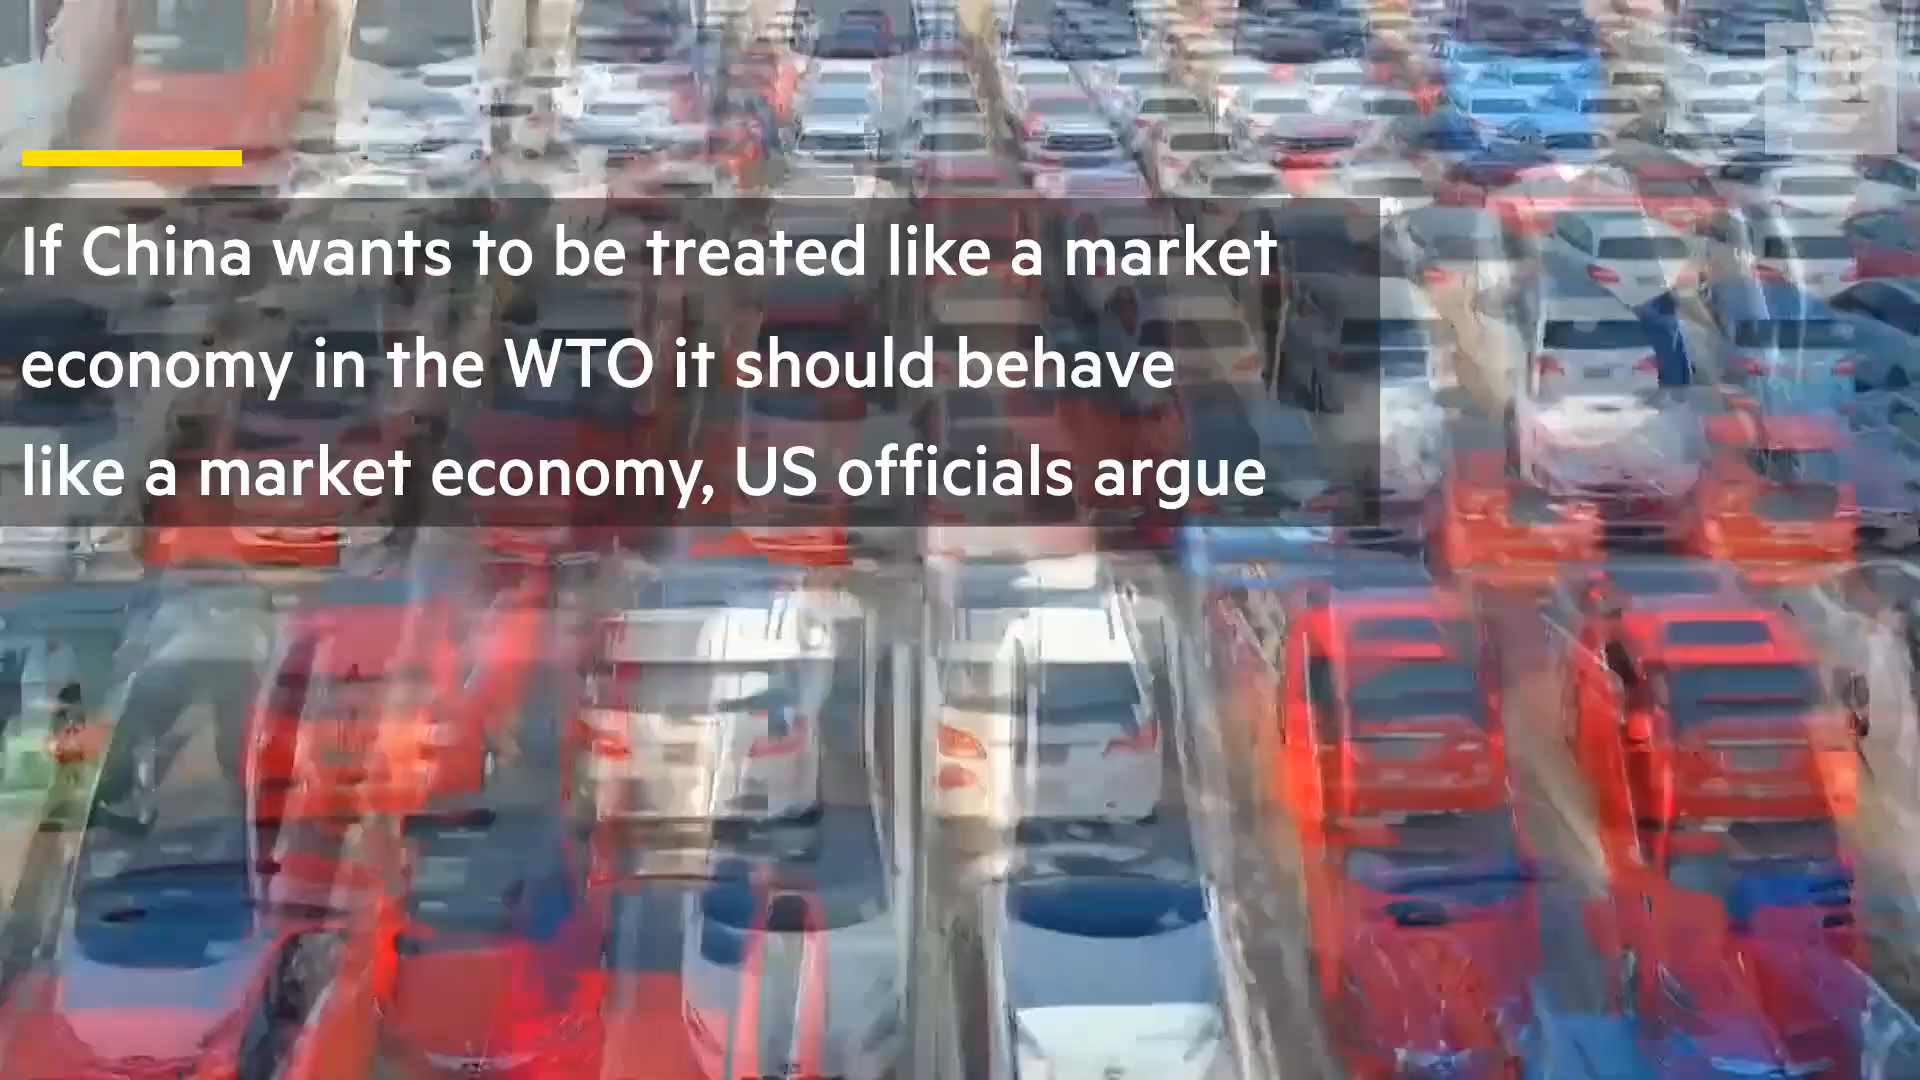 If China wants to be treated like a market
economy in the WTO it should behave
like a market economy, US officials argue